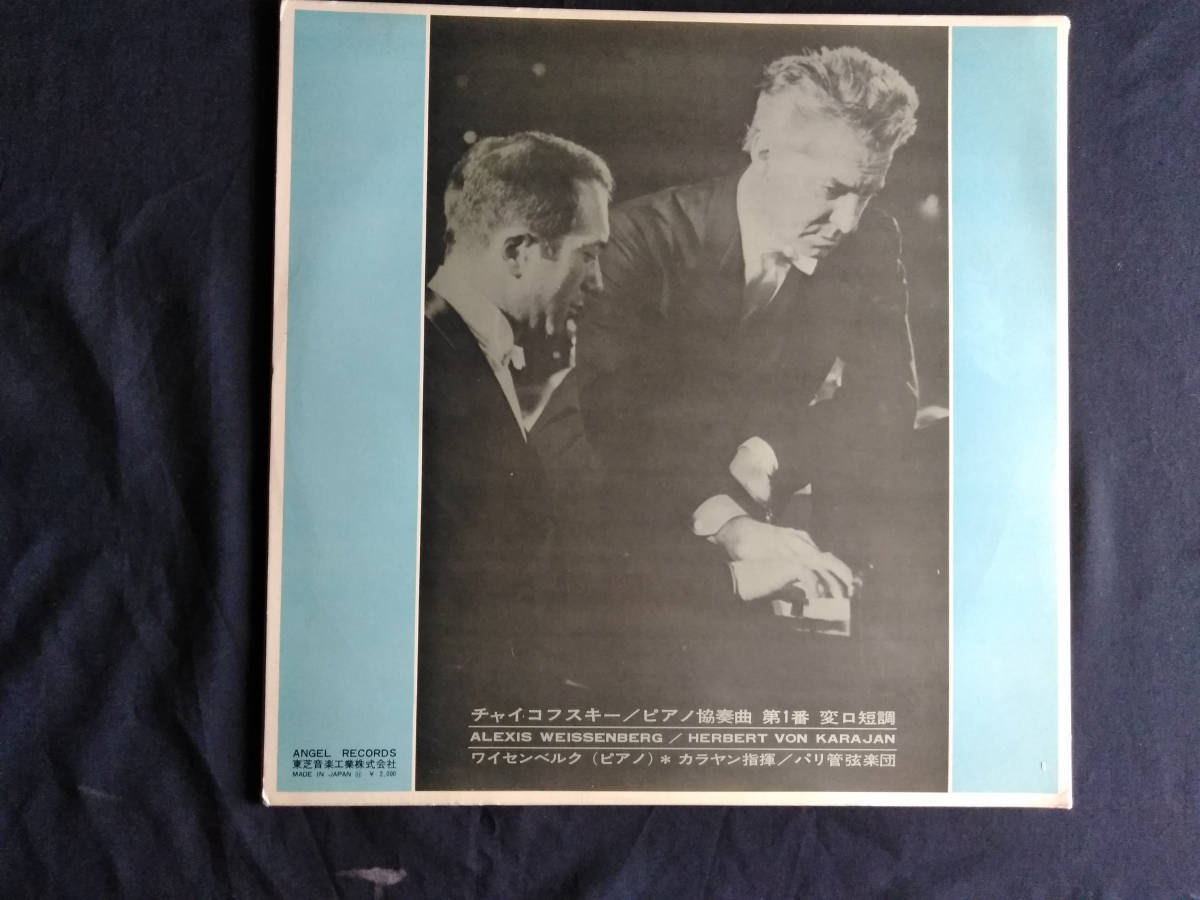 チャイコフスキー/ピアノ協奏曲 第1番 変ロ短調
ALEXIS WEISSENBERG / HERBERT VON KARAJAN
ワイセンベルク (ピアノ) * カラヤン指揮/パリ管弦楽団
ANGEL RECORDS
東芝音楽工業株式会社
MADE IN JAPAN ¥ 2,000